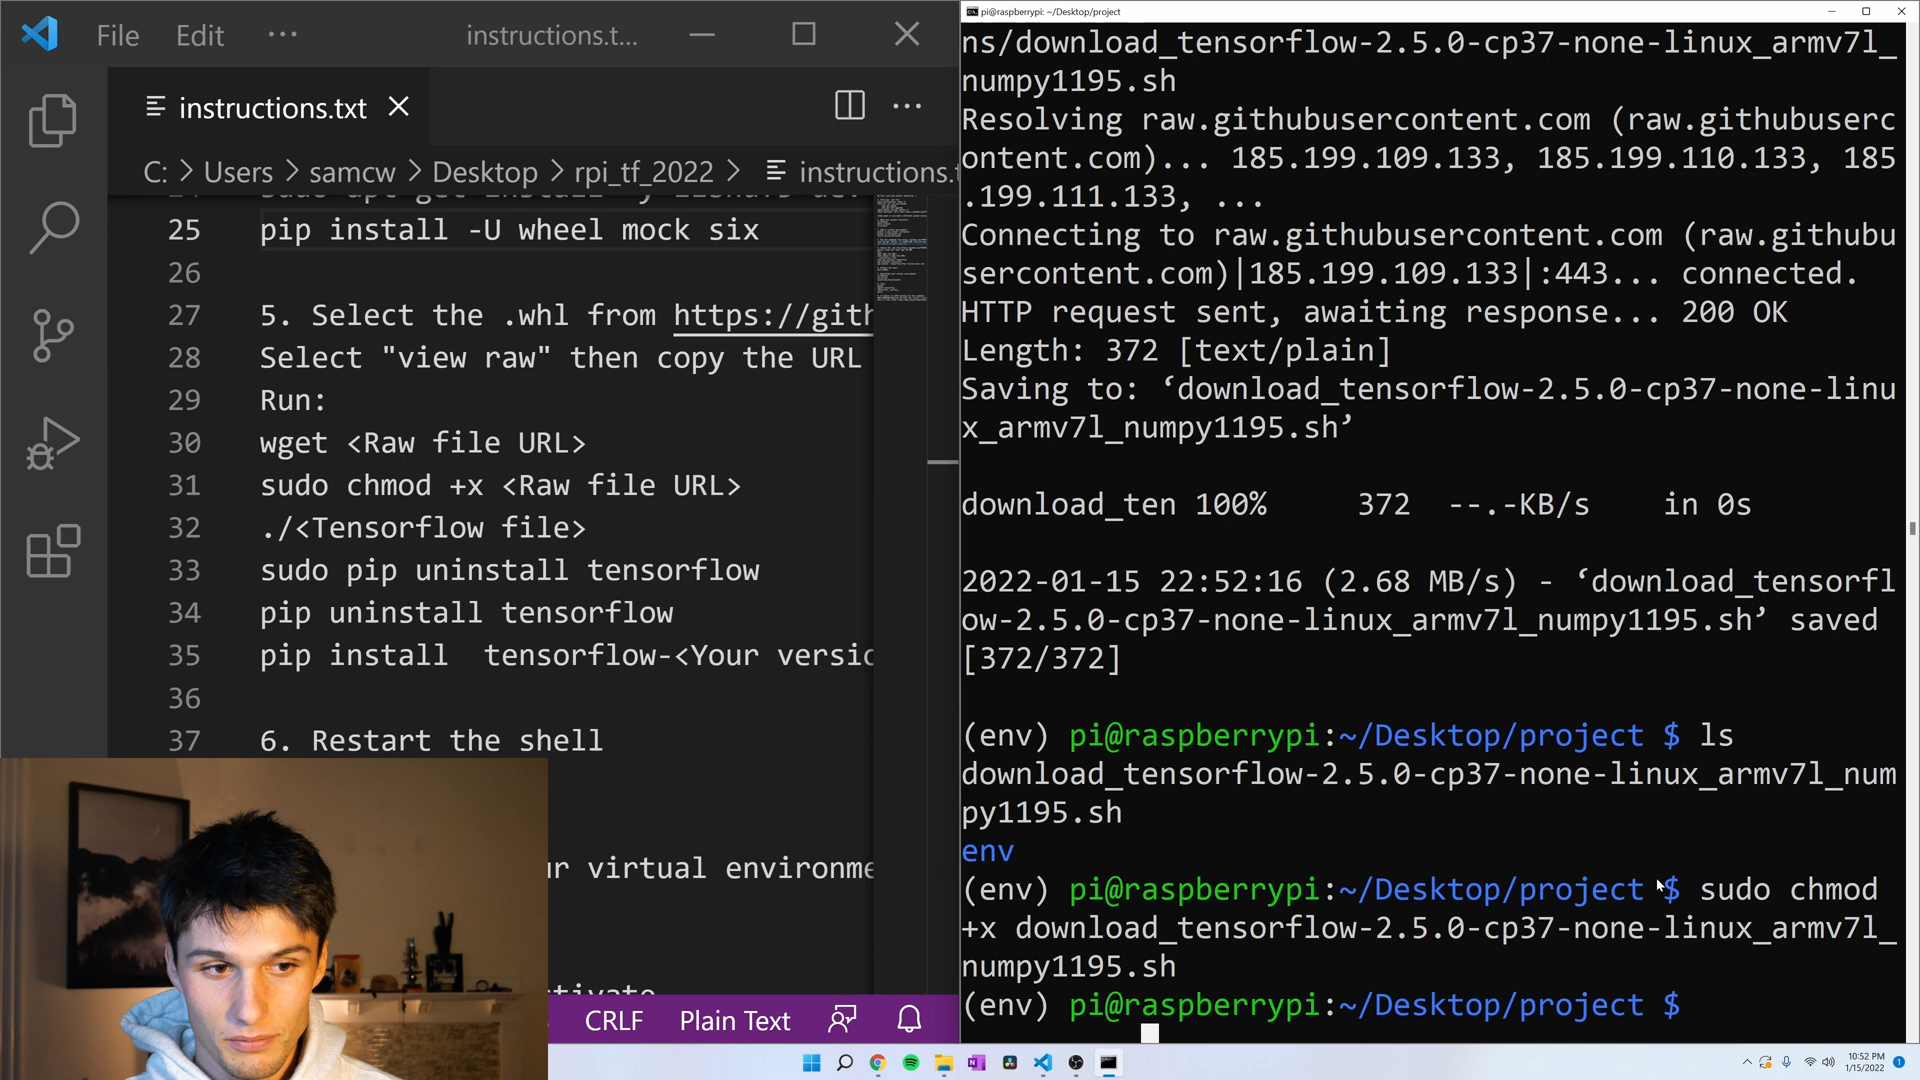 File Edit ··· instructions.t...
instructions.txt
C: > Users > samcw > Desktop > rpi_tf_2022 > instructions.t
25 pip install -U wheel mock six
26
27 5. Select the .whl from https://gith
28 Select "view raw" then copy the URL
29 Run:
30 wget <Raw file URL>
31 sudo chmod +x <Raw file URL>
32 ./<Tensorflow file>
33 sudo pip uninstall tensorflow
34 pip uninstall tensorflow
35 pip install  tensorflow-<Your versio
36
37 6. Restart the shell
ur virtual environme
CRLF Plain Text
pi@raspberrypi: ~/Desktop/project
ns/download_tensorflow-2.5.0-cp37-none-linux_armv7l_
numpy1195.sh
Resolving raw.githubusercontent.com (raw.githubuserc
ontent.com)... 185.199.109.133, 185.199.110.133, 185
.199.111.133, ...
Connecting to raw.githubusercontent.com (raw.githubu
sercontent.com)|185.199.109.133|:443... connected.
HTTP request sent, awaiting response... 200 OK
Length: 372 [text/plain]
Saving to: ‘download_tensorflow-2.5.0-cp37-none-linu
x_armv7l_numpy1195.sh’
download_ten 100% 372 --.-KB/s in 0s
2022-01-15 22:52:16 (2.68 MB/s) - ‘download_tensorfl
ow-2.5.0-cp37-none-linux_armv7l_numpy1195.sh’ saved
[372/372]
(env) pi@raspberrypi:~/Desktop/project $ ls
download_tensorflow-2.5.0-cp37-none-linux_armv7l_num
py1195.sh
env
(env) pi@raspberrypi:~/Desktop/project $ sudo chmod
+x download_tensorflow-2.5.0-cp37-none-linux_armv7l_
numpy1195.sh
(env) pi@raspberrypi:~/Desktop/project $
10:52 PM
1/15/2022